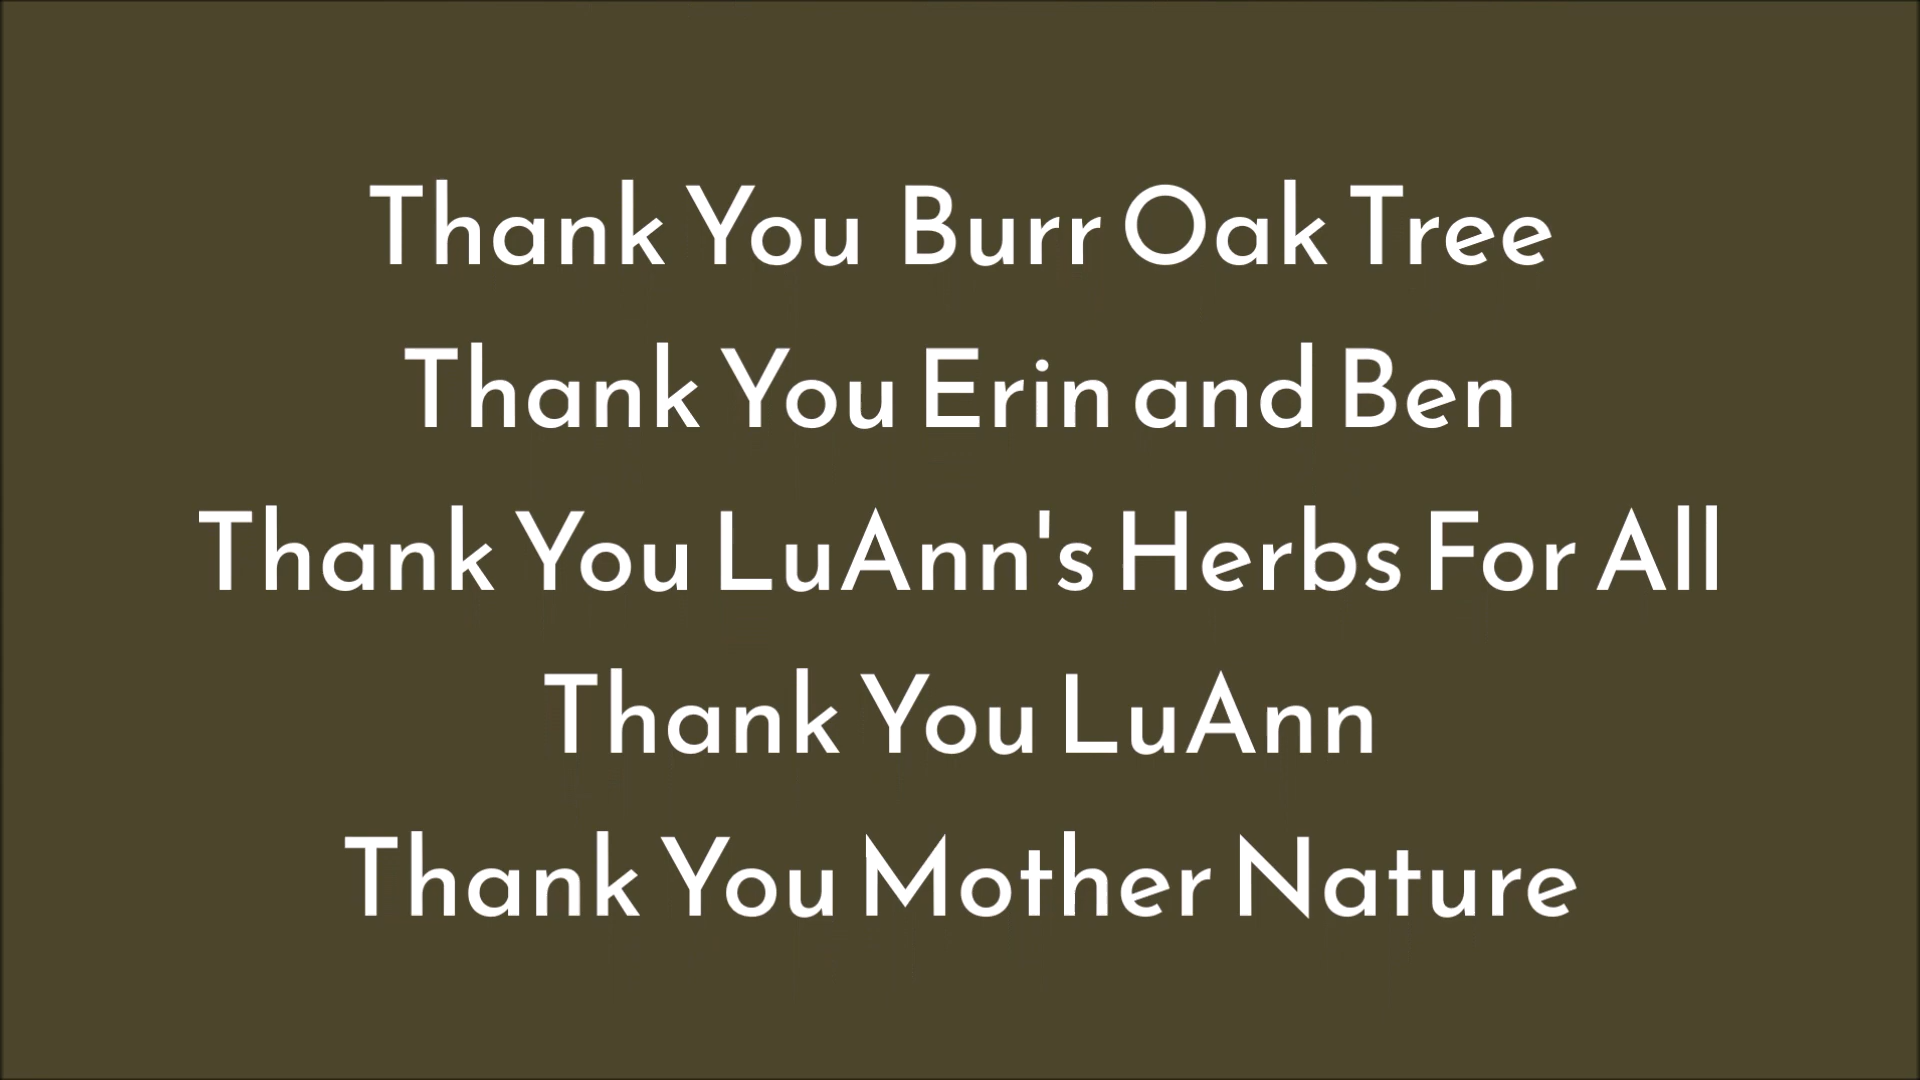 Thank You Burr Oak Tree
Thank You Erin and Ben
Thank You LuAnn's Herbs For All
Thank You LuAnn
Thank You Mother Nature